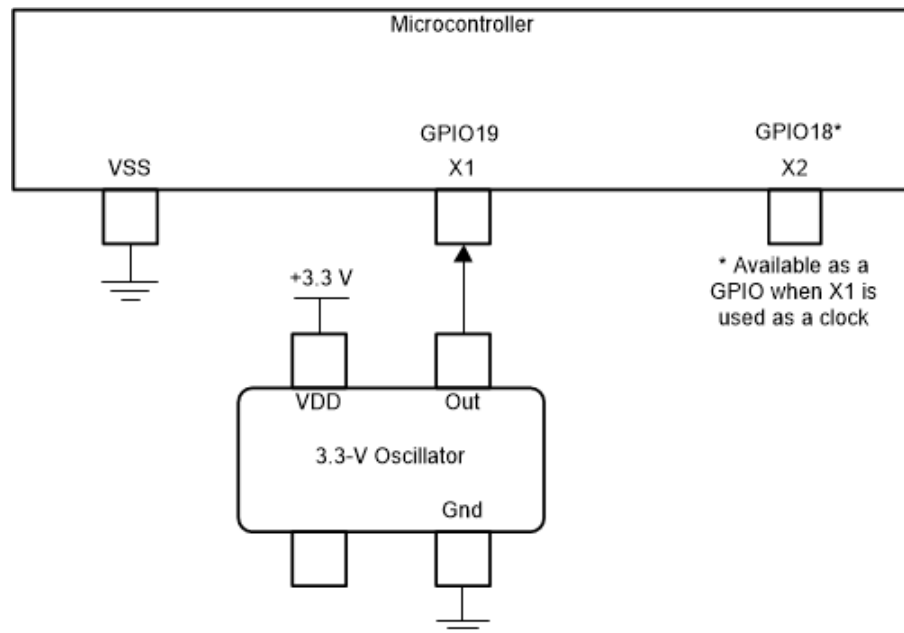 Microcontroller
GPIO19
GPIO18*
VSS
X1
X2
* Available as a
GPIO when X1 is
used as a clock
+3.3 V
VDD
Out
3.3-V Oscillator
Gnd